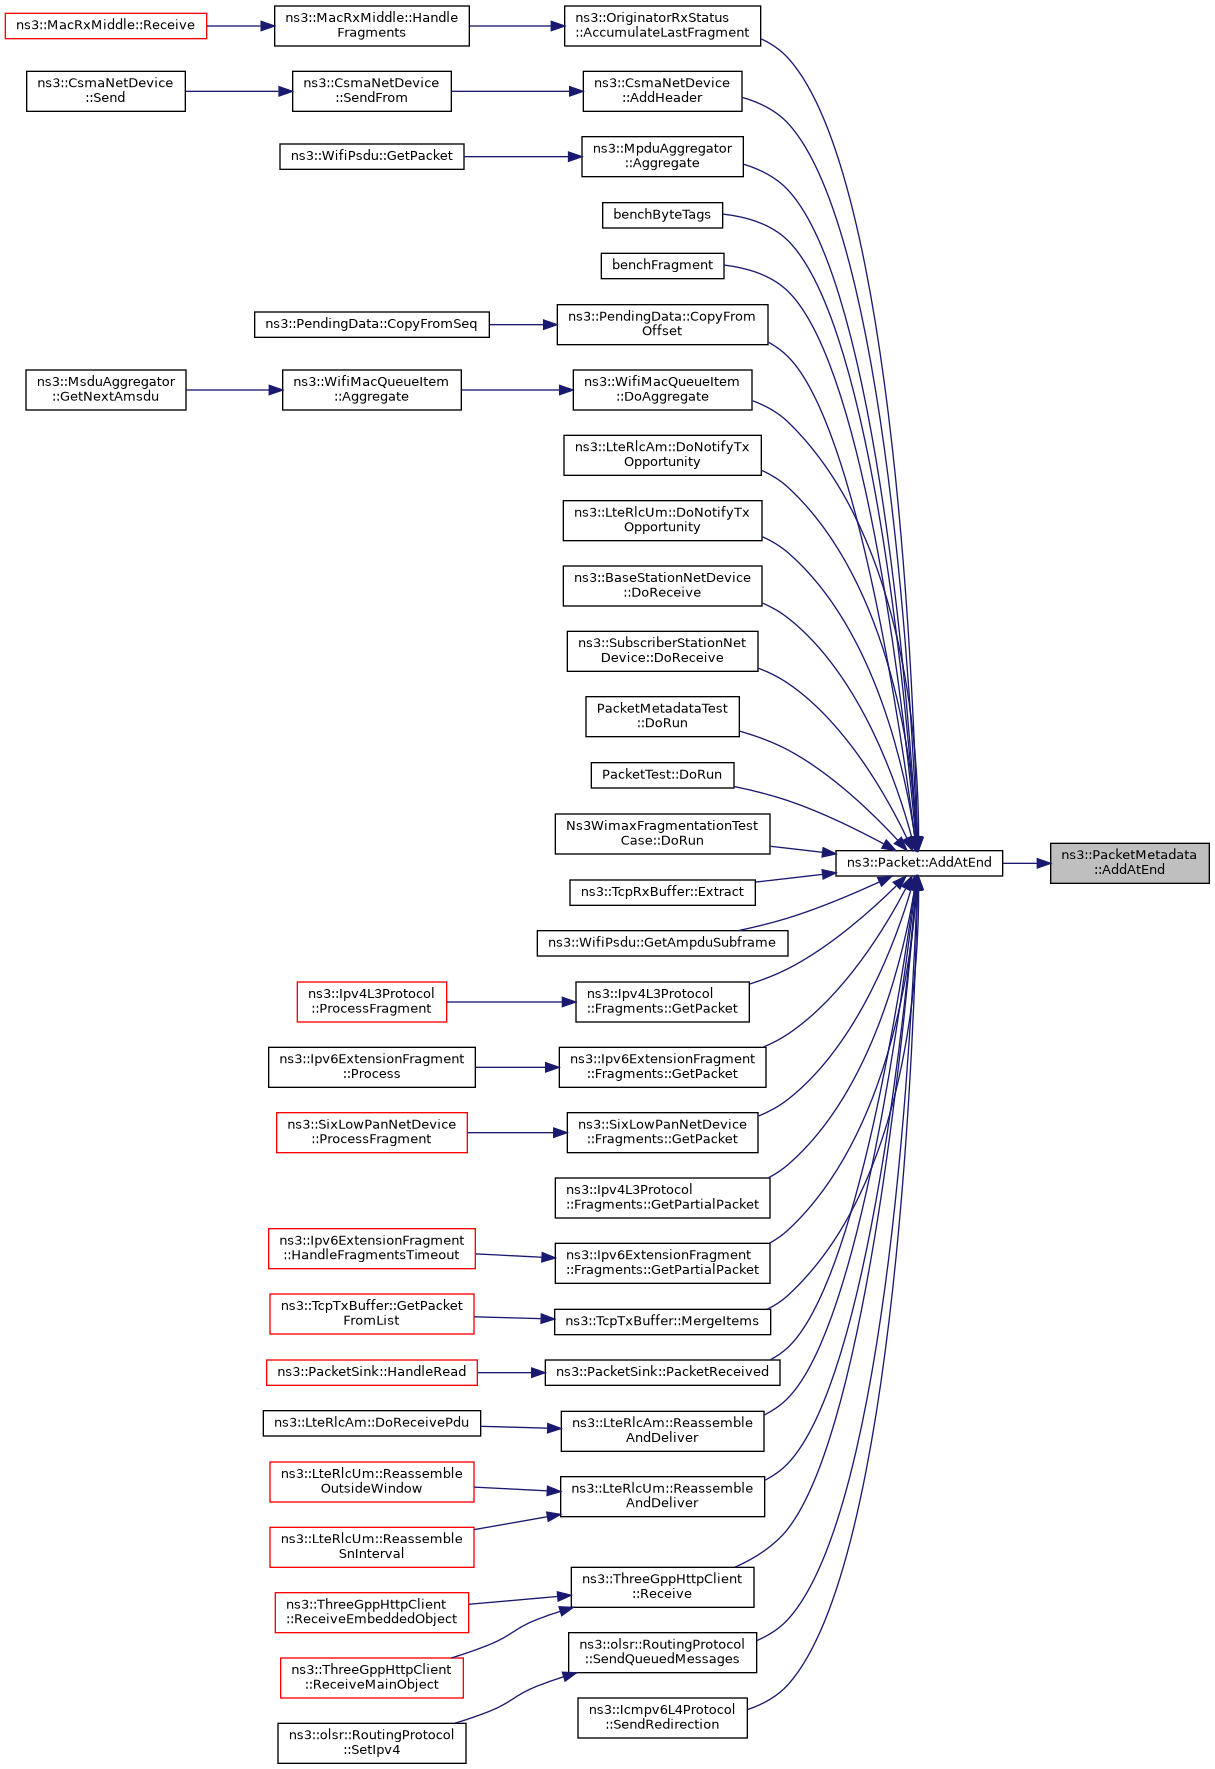 ns3::MacRxMiddle::Receive
ns3::MacRxMiddle::Handle
Fragments
ns3::OriginatorRxStatus
::AccumulateLastFragment
ns3::CsmaNetDevice
::Send
ns3::CsmaNetDevice
::SendFrom
ns3::CsmaNetDevice
::AddHeader
ns3::WifiPsdu::GetPacket
ns3::MpduAggregator
::Aggregate
benchByteTags
benchFragment
ns3::PendingData::CopyFromSeq
ns3::PendingData::CopyFrom
Offset
ns3::MsduAggregator
::GetNextAmsdu
ns3::WifiMacQueueItem
::Aggregate
ns3::WifiMacQueueItem
::DoAggregate
ns3::LteRlcAm::DoNotifyTx
Opportunity
ns3::LteRlcUm::DoNotifyTx
Opportunity
ns3::BaseStationNetDevice
::DoReceive
ns3::SubscriberStationNet
Device::DoReceive
PacketMetadataTest
::DoRun
PacketTest::DoRun
Ns3WimaxFragmentationTest
Case::DoRun
ns3::Packet::AddAtEnd
ns3::PacketMetadata
::AddAtEnd
ns3::TcpRxBuffer::Extract
ns3::WifiPsdu::GetAmpduSubframe
ns3::Ipv4L3Protocol
::ProcessFragment
ns3::Ipv4L3Protocol
::Fragments::GetPacket
ns3::Ipv6ExtensionFragment
::Process
ns3::Ipv6ExtensionFragment
::Fragments::GetPacket
ns3::SixLowPanNetDevice
::ProcessFragment
ns3::SixLowPanNetDevice
::Fragments::GetPacket
ns3::Ipv4L3Protocol
::Fragments::GetPartialPacket
ns3::Ipv6ExtensionFragment
::HandleFragmentsTimeout
ns3::Ipv6ExtensionFragment
::Fragments::GetPartialPacket
ns3::TcpTxBuffer::GetPacket
FromList
ns3::TcpTxBuffer::MergeItems
ns3::PacketSink::HandleRead
ns3::PacketSink::PacketReceived
ns3::LteRlcAm::DoReceivePdu
ns3::LteRlcAm::Reassemble
AndDeliver
ns3::LteRlcUm::Reassemble
OutsideWindow
ns3::LteRlcUm::Reassemble
AndDeliver
ns3::LteRlcUm::Reassemble
SnInterval
ns3::ThreeGppHttpClient
::Receive
ns3::ThreeGppHttpClient
::ReceiveEmbeddedObject
ns3::ThreeGppHttpClient
::ReceiveMainObject
ns3::olsr::RoutingProtocol
::SendQueuedMessages
ns3::Icmpv6L4Protocol
::SendRedirection
ns3::olsr::RoutingProtocol
::SetIpv4